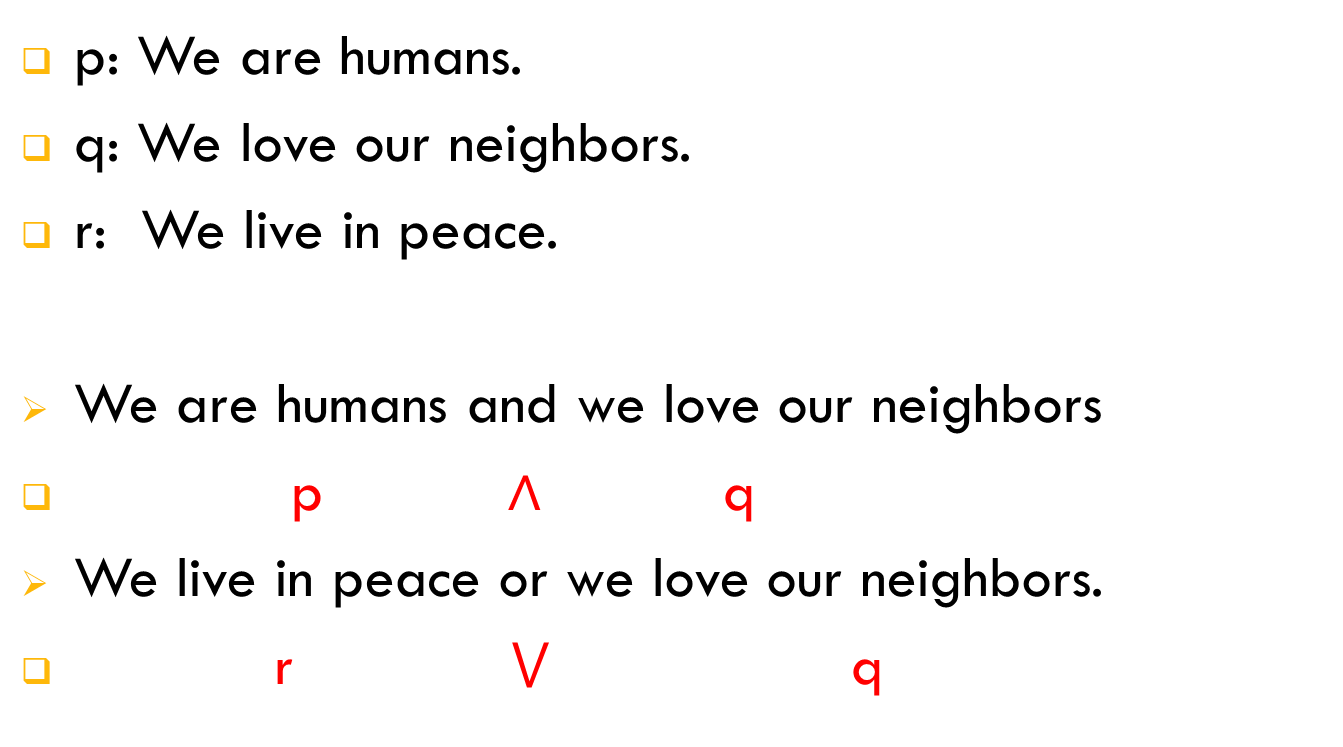 ❑ p: We are humans.
❑ q: We love our neighbors.
❑ r: We live in peace.
➢ We are humans and we love our neighbors
❑ p ∧ q
➢ We live in peace or we love our neighbors.
❑ r ∨ q